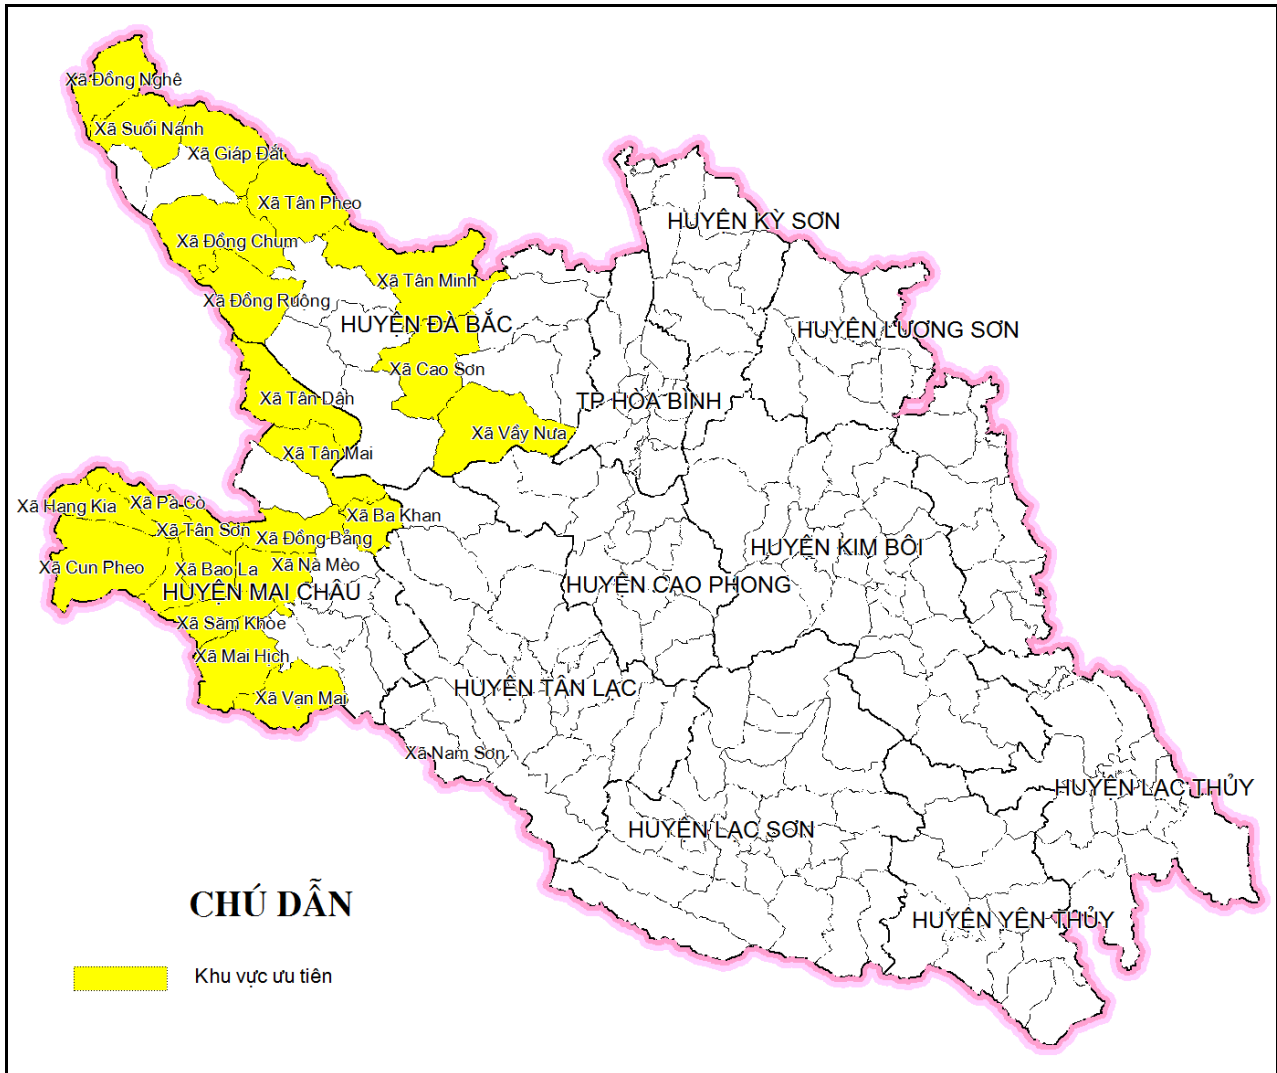 Xã Đồng Nghê
Xã Suối Nánh
Xã Giáp Đắt
Xã Tân Pheo
HUYÊN KỲ SƠN
Xã Đồng Chum
Xã Tân Minh
Xã Đồng Ruộng
HUYỆN ĐÀ BẮC
HUYÊN LƯƠNG SƠN
Xã Cao Sơn
Xã Tân Dân
TP HÒA BÌNH
Xã Vầy Nưa
Xã Tân Mai
Xã Hang Kia
Xã Pà Cò
Xã Ba Khan
Xã Tân Sơn
Xã Đồng Bảng
HUYỆN KIM BÔI
Xã Cun Pheo
Xã Bao La
Xã Nà Mèo
HUYỆN CAO PHONG
HUYỆN MAI CHÂU
Xã Săm Khòe
Xã Mai Hịch
HUYỆN TÂN LẠC
Xã Vạn Mai
Xã Nam Sơn
HUYỆN LẠC THỦY
HUYỆN LẠC SƠN
CHÚ DẪN
HUYỆN YÊN THỦY
Khu vực ưu tiên